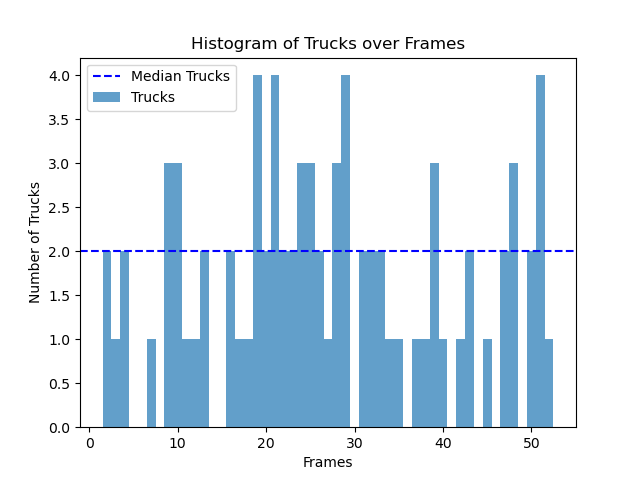 Histogram of Trucks over Frames
Median Trucks
Trucks
Number of Trucks
4.0
3.5
3.0
2.5
2.0
1.5
1.0
0.5
0.0
0 10 20 30 40 50
Frames